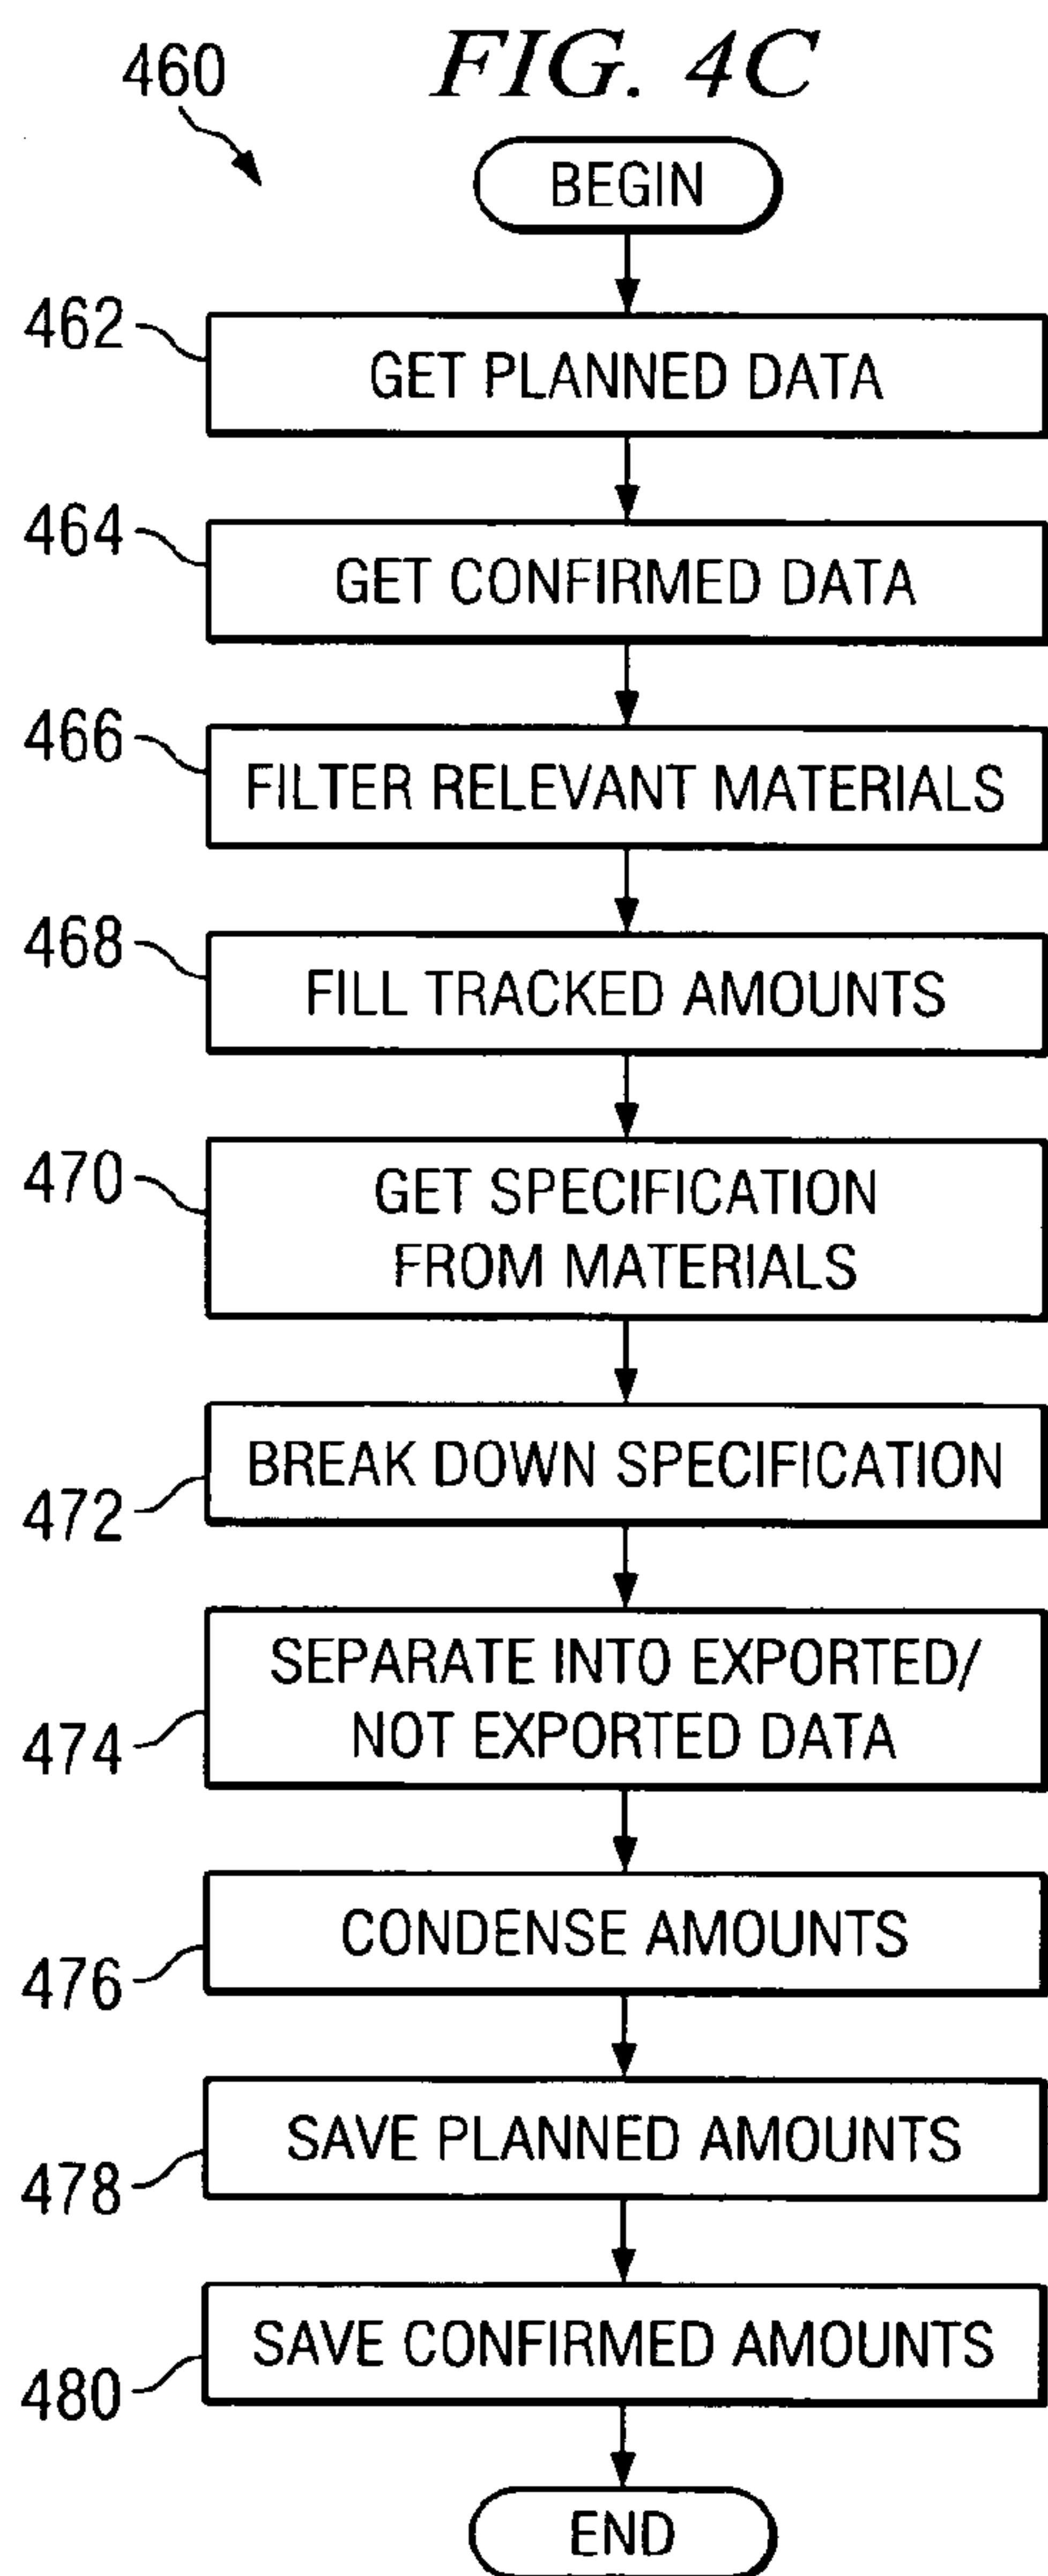 FIG. 4C
460
BEGIN
462
GET PLANNED DATA
464
GET CONFIRMED DATA
466
FILTER RELEVANT MATERIALS
468
FILL TRACKED AMOUNTS
470
GET SPECIFICATION
FROM MATERIALS
BREAK DOWN SPECIFICATION
472
SEPARATE INTO EXPORTED/
NOT EXPORTED DATA
474
CONDENSE AMOUNTS
476
SAVE PLANNED AMOUNTS
478
SAVE CONFIRMED AMOUNTS
480
END